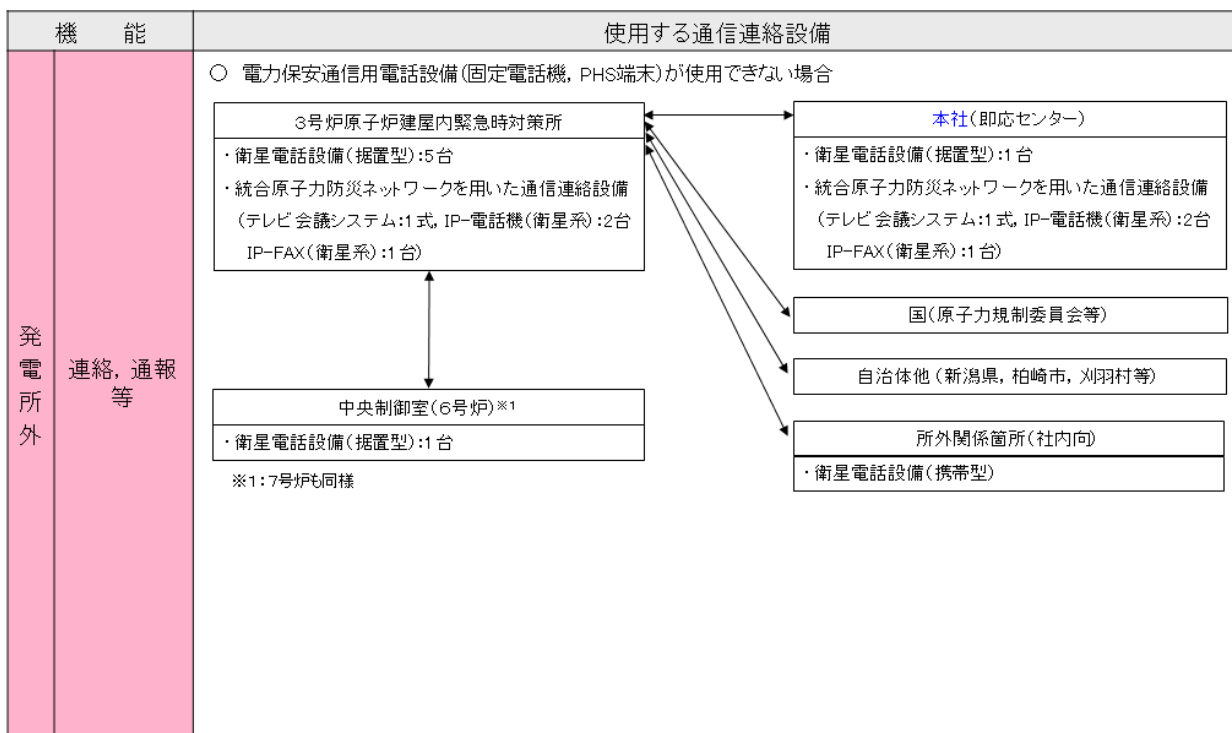 機　能
使用する通信連絡設備
発電所外
連絡，通報
等
○ 電力保安通信用電話設備(固定電話機，PHS端末)が使用できない場合
3号炉原子炉建屋内緊急時対策所
・衛星電話設備(据置型):5台
・統合原子力防災ネットワークを用いた通信連絡設備
(テレビ会議システム:1式，IP-電話機(衛星系):2台
IP-FAX(衛星系):1台)
本社(即応センター)
・衛星電話設備(据置型):1台
・統合原子力防災ネットワークを用いた通信連絡設備
(テレビ会議システム:1式，IP-電話機(衛星系):2台
IP-FAX(衛星系):1台)
国(原子力規制委員会等)
自治体他(新潟県，柏崎市，刈羽村等)
所外関係箇所(社内向)
・衛星電話設備(携帯型)
中央制御室(6号炉)※1
・衛星電話設備(据置型):1台
※1:7号炉も同様